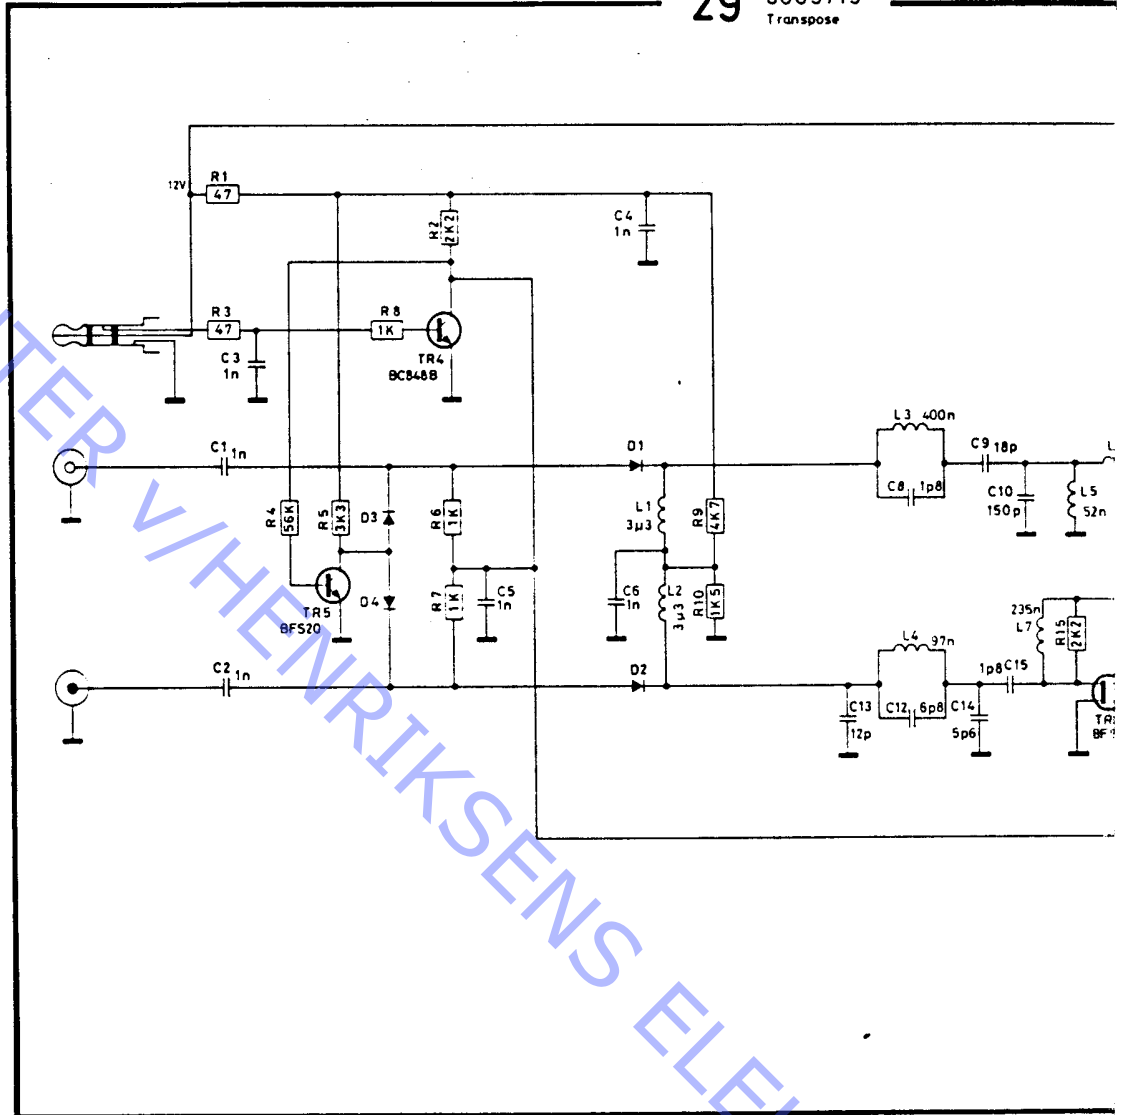 29
Transpose
12V
R1
47
R2
2K2
C4
1n
R3
47
C3
1n
R8
1K
TR4
BC848B
L3 400n
C8 1p8
C9 18p
C10
150p
L5
52n
C1 1n
D1
R4
56K
R5
3K3
D3
R6
1K
L1
3µ3
R9
4K7
TR5
BFS20
D4
R7
1K
C5
1n
C6
1n
L2
3µ3
R10
1K5
235n
L7
R15
2K2
C2 1n
D2
L4 97n
C13
12p
C12 6p8
C14
5p6
1p8 C15
v/HENRIKSENS